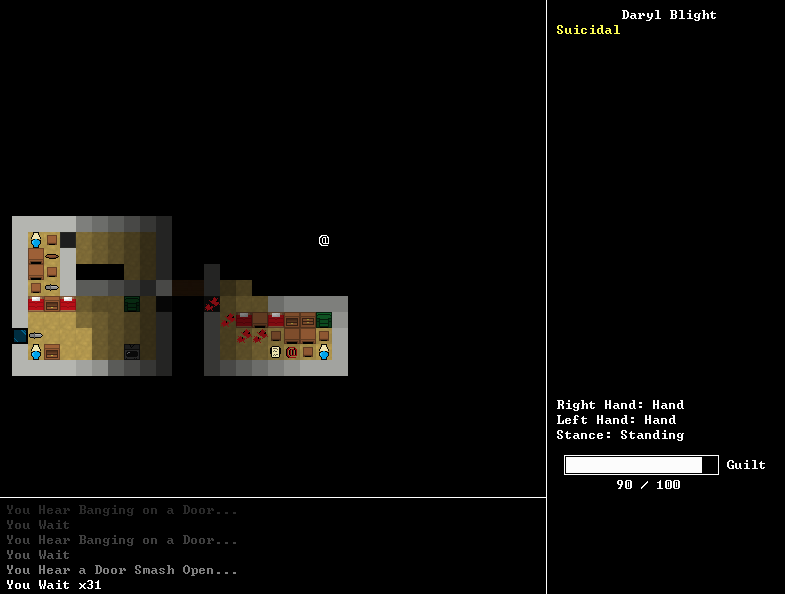 Daryl Blight
Suicidal
@
@
Right Hand: Hand
Left Hand: Hand
Stance: Standing
Guilt
90 / 100
You Hear Banging on a Door...
You Wait
You Hear Banging on a Door...
You Wait
You Hear a Door Smash Open...
You Wait x31